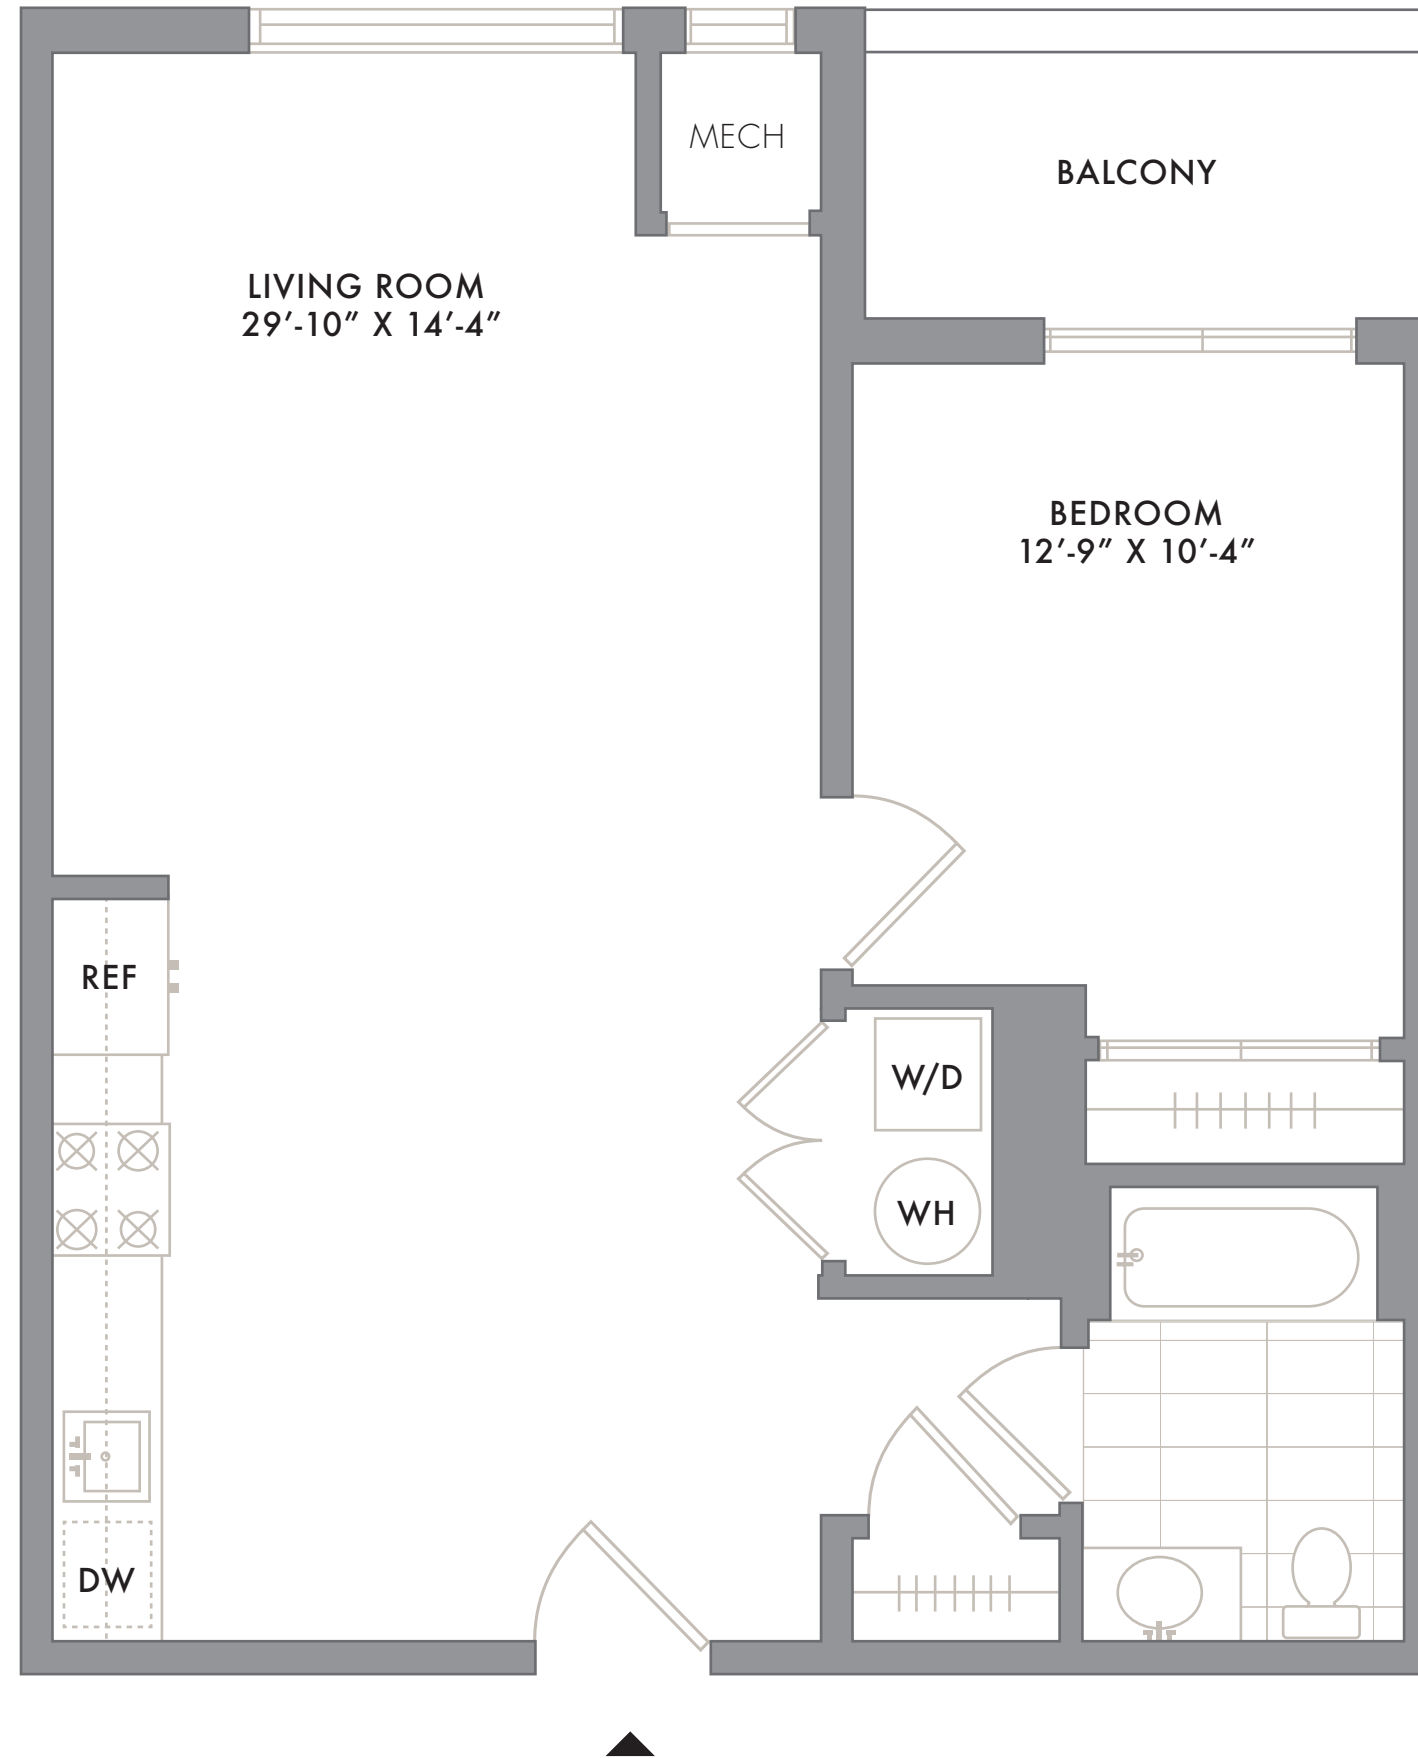 MECH
BALCONY
LIVING ROOM
29′-10″ X 14′-4″
BEDROOM
12′-9″ X 10′-4″
REF
W/D
WH
DW